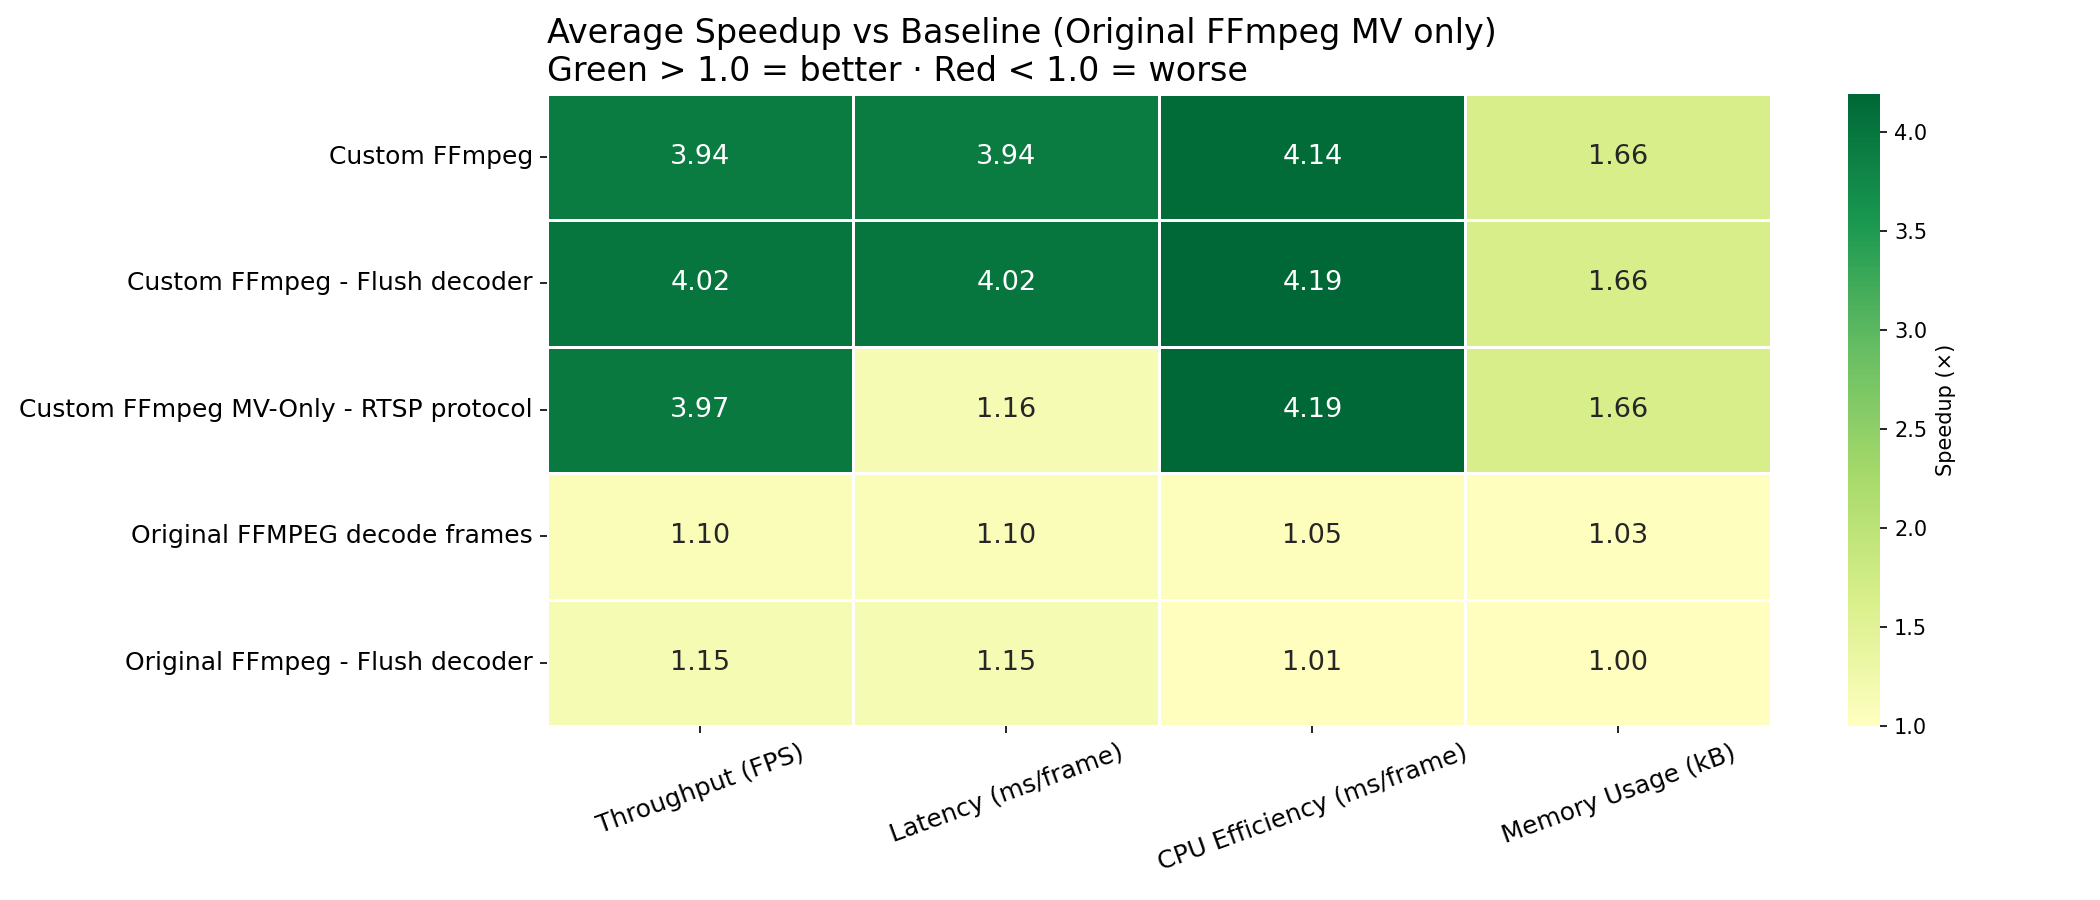 Average Speedup vs Baseline (Original FFmpeg MV only)
Green > 1.0 = better · Red < 1.0 = worse
Custom FFmpeg
3.94
3.94
4.14
1.66
Custom FFmpeg - Flush decoder
4.02
4.02
4.19
1.66
Custom FFmpeg MV-Only - RTSP protocol
3.97
1.16
4.19
1.66
Original FFMPEG decode frames
1.10
1.10
1.05
1.03
Original FFmpeg - Flush decoder
1.15
1.15
1.01
1.00
Throughput (FPS)
Latency (ms/frame)
CPU Efficiency (ms/frame)
Memory Usage (kB)
4.0
3.5
3.0
2.5
2.0
1.5
1.0
Speedup (×)